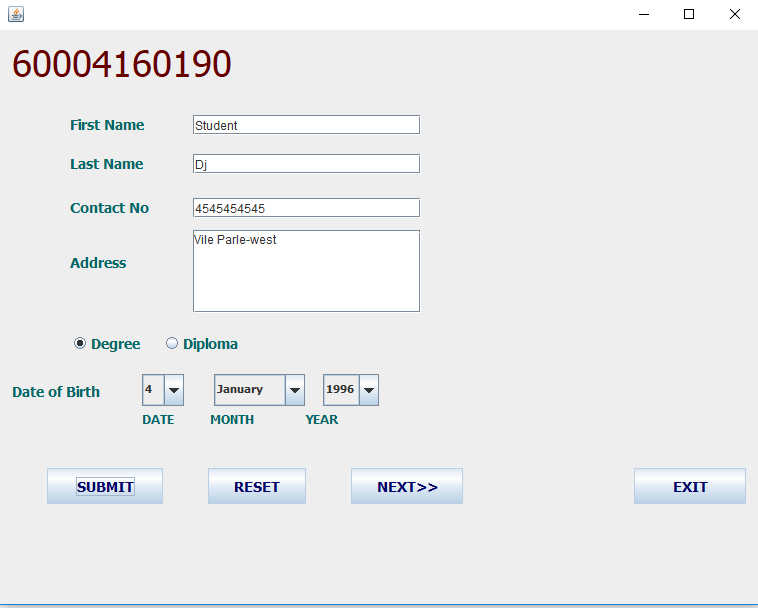 60004160190
First Name Student
Last Name Dj
Contact No 4545454545
Address Vile Parle-west
Degree Diploma
Date of Birth 4 January 1996
DATE MONTH YEAR
SUBMIT RESET NEXT>> EXIT